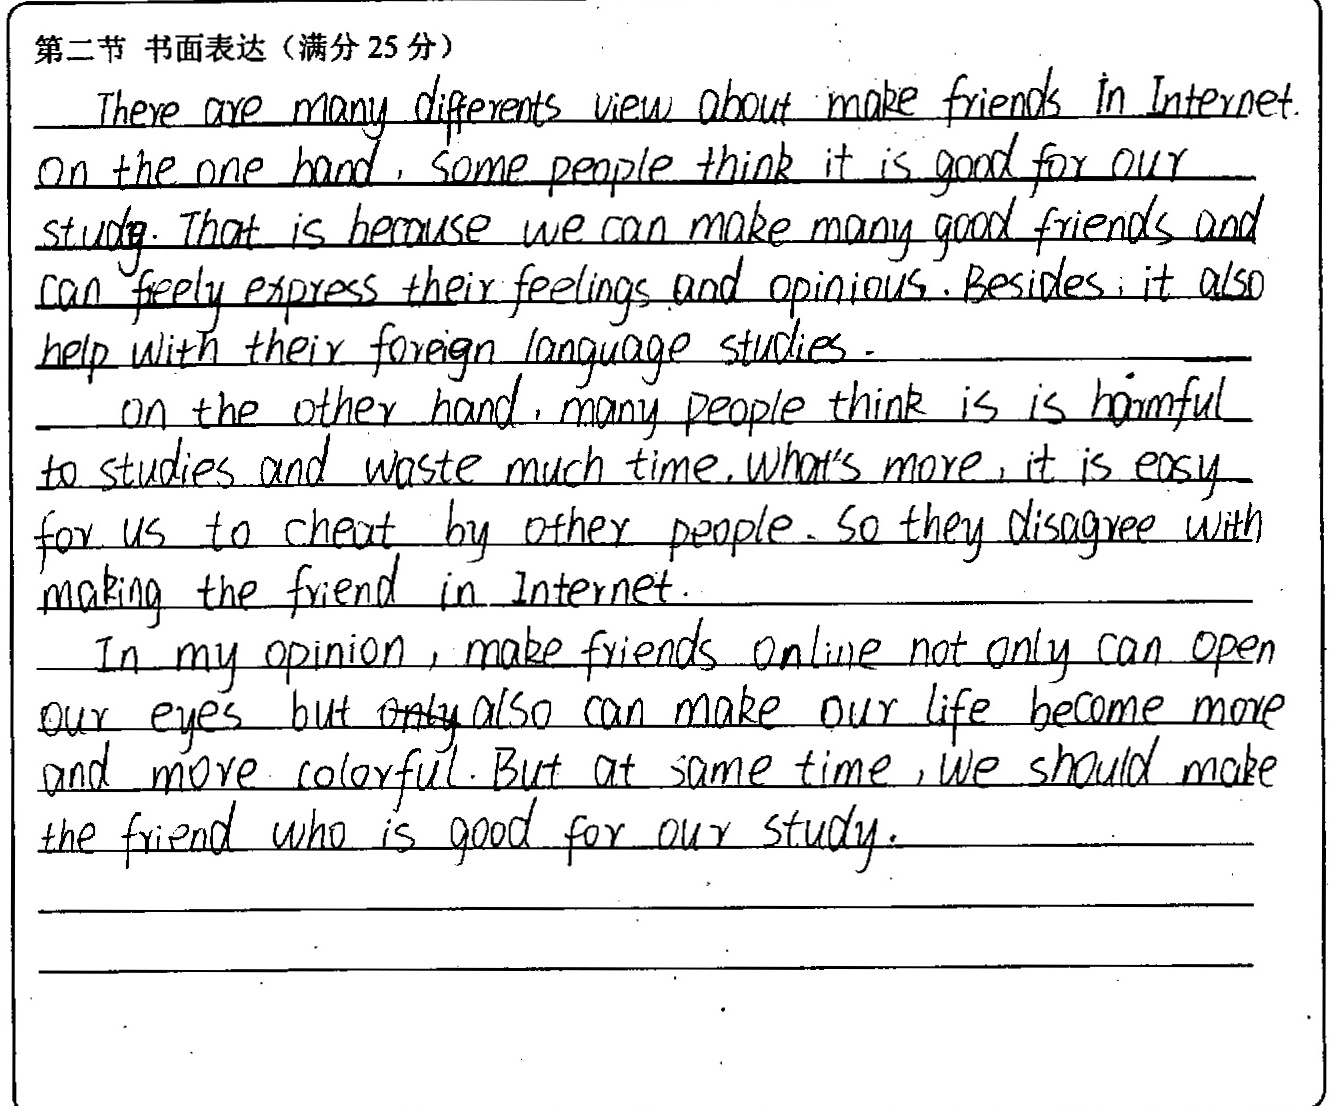 第二节 书面表达（满分 25 分）
There are many differents view about make friends in Internet.
on the one hand, some people think it is good for our
study. That is because we can make many good friends and
can freely express their feelings and opinious. Besides, it also
help with their foreign language studies.
on the other hand, many people think is is harmful
to studies and waste much time. What's more, it is easy
for us to cheat by other people. So they disagree with
making the friend in Internet.
In my opinion, make friends online not only can open
our eyes but only also can make our life become more
and more colorful. But at same time, we should make
the friend who is good for our study.